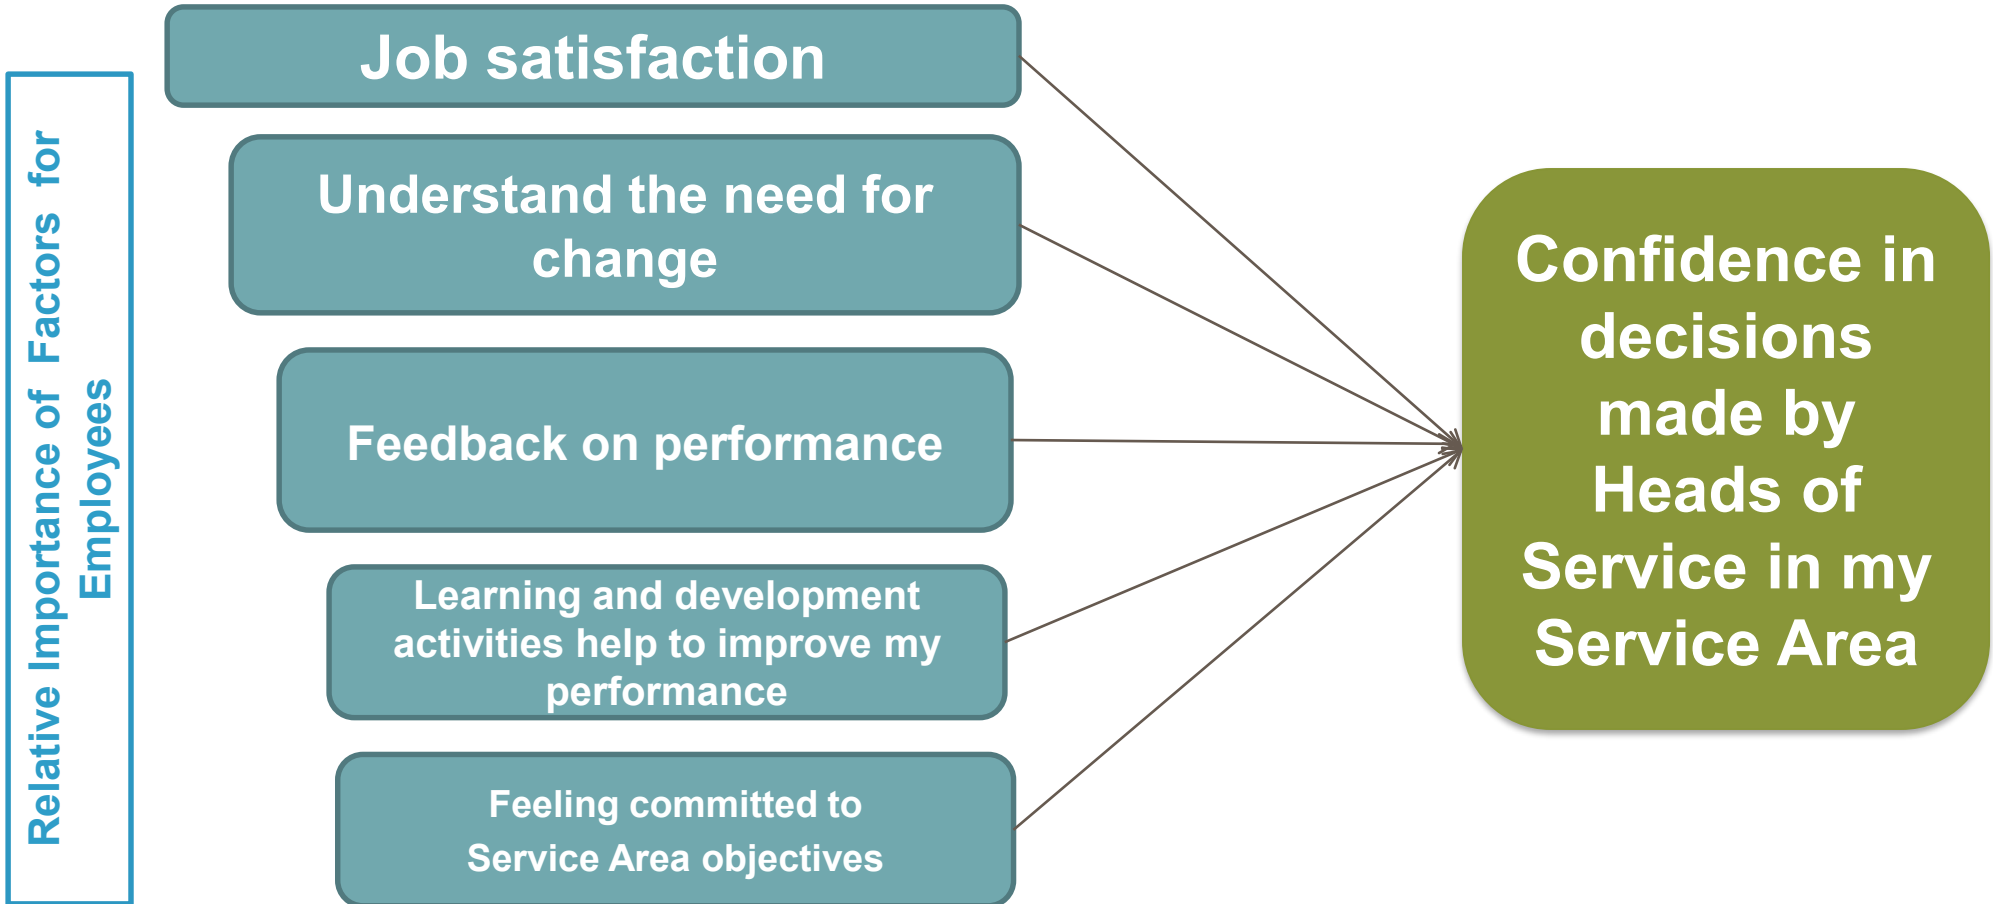 Relative Importance of Factors for
Employees
Job satisfaction
Understand the need for
change
Feedback on performance
Learning and development
activities help to improve my
performance
Feeling committed to
Service Area objectives
Confidence in
decisions
made by
Heads of
Service in my
Service Area